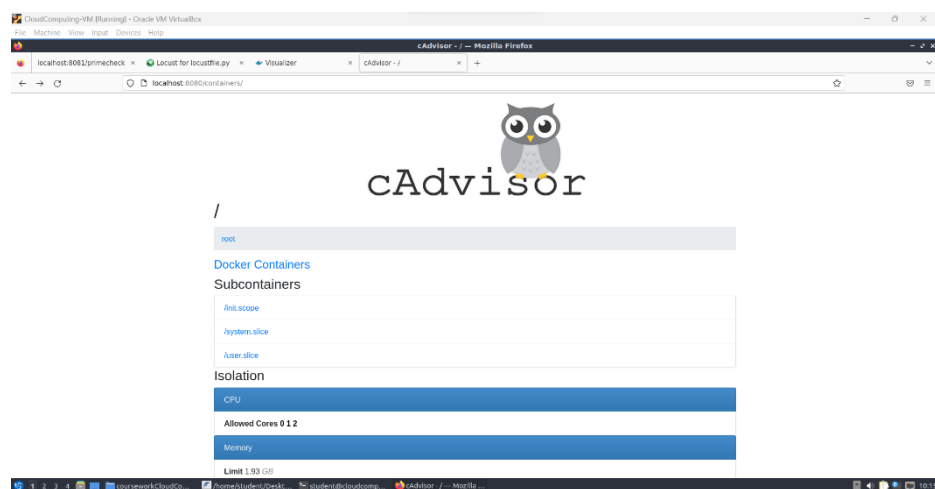 CloudComputing-VM [Running] - Oracle VM VirtualBox
File Machine View Input Devices Help
cAdvisor - / — Mozilla Firefox
localhost:8081/primecheck × Locust for locustfile.py × Visualizer × cAdvisor - / × +
localhost:8080/containers/
cAdvisor
/
root
Docker Containers
Subcontainers
/init.scope
/system.slice
/user.slice
Isolation
CPU
Allowed Cores 0 1 2
Memory
Limit 1.93 GB
1 2 3 4 courseworkCloudCo... /home/student/Deskt... student@cloudcomp... cAdvisor - / — Mozilla ...